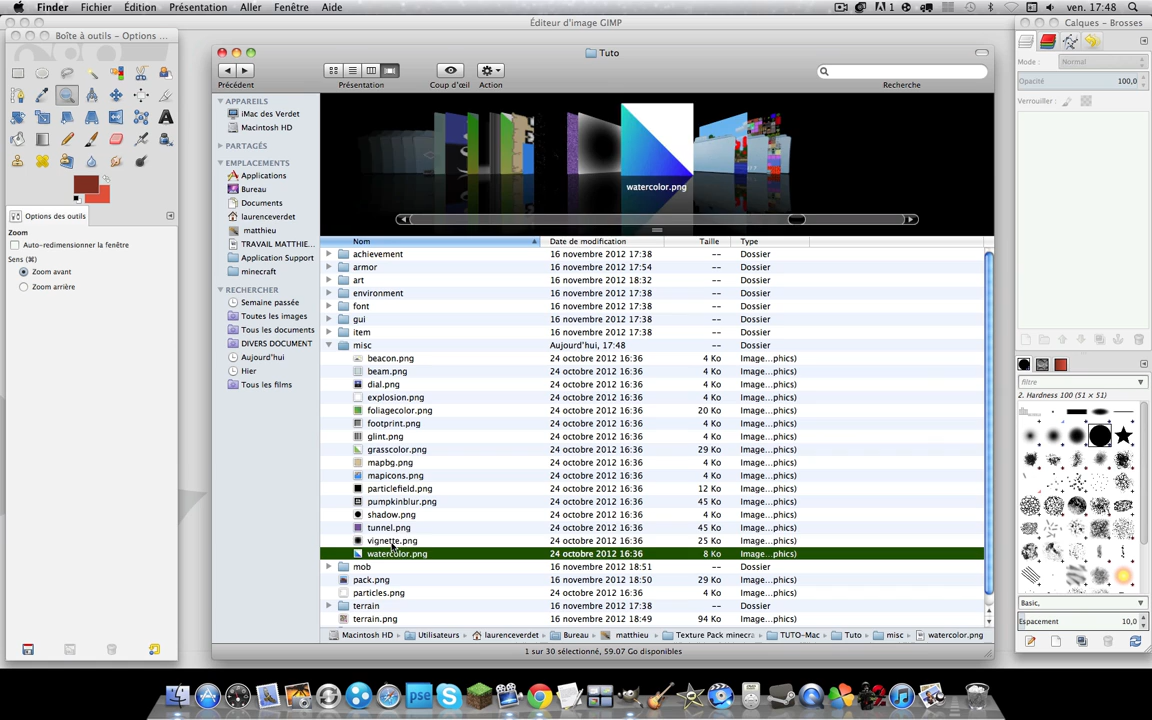 Finder Fichier Édition Présentation Aller Fenêtre Aide
1 ven. 17:48
Éditeur d'image GIMP
Boîte à outils – Options ...
Options des outils
Zoom
Auto-redimensionner la fenêtre
Sens (⌘)
Zoom avant
Zoom arrière
Tuto
Précédent Présentation Coup d'œil Action Recherche
APPAREILS
iMac des Verdet
Macintosh HD
PARTAGÉS
EMPLACEMENTS
Applications
Bureau
Documents
laurenceverdet
matthieu
TRAVAIL MATTHIE...
Application Support
minecraft
RECHERCHER
Semaine passée
Toutes les images
Tous les documents
DIVERS DOCUMENT
Aujourd'hui
Hier
Tous les films
watercolor.png
Nom Date de modification Taille Type
achievement 16 novembre 2012 17:38 -- Dossier
armor 16 novembre 2012 17:54 -- Dossier
art 16 novembre 2012 18:32 -- Dossier
environment 16 novembre 2012 17:38 -- Dossier
font 16 novembre 2012 17:38 -- Dossier
gui 16 novembre 2012 17:38 -- Dossier
item 16 novembre 2012 17:38 -- Dossier
misc Aujourd'hui, 17:48 -- Dossier
beacon.png 24 octobre 2012 16:36 4 Ko Image...phics)
beam.png 24 octobre 2012 16:36 4 Ko Image...phics)
dial.png 24 octobre 2012 16:36 4 Ko Image...phics)
explosion.png 24 octobre 2012 16:36 4 Ko Image...phics)
foliagecolor.png 24 octobre 2012 16:36 20 Ko Image...phics)
footprint.png 24 octobre 2012 16:36 4 Ko Image...phics)
glint.png 24 octobre 2012 16:36 4 Ko Image...phics)
grasscolor.png 24 octobre 2012 16:36 29 Ko Image...phics)
mapbg.png 24 octobre 2012 16:36 4 Ko Image...phics)
mapicons.png 24 octobre 2012 16:36 4 Ko Image...phics)
particlefield.png 24 octobre 2012 16:36 12 Ko Image...phics)
pumpkinblur.png 24 octobre 2012 16:36 45 Ko Image...phics)
shadow.png 24 octobre 2012 16:36 4 Ko Image...phics)
tunnel.png 24 octobre 2012 16:36 45 Ko Image...phics)
vignette.png 24 octobre 2012 16:36 25 Ko Image...phics)
watercolor.png 24 octobre 2012 16:36 8 Ko Image...phics)
mob 16 novembre 2012 18:51 -- Dossier
pack.png 16 novembre 2012 18:50 29 Ko Image...phics)
particles.png 24 octobre 2012 16:36 4 Ko Image...phics)
terrain 16 novembre 2012 17:38 -- Dossier
terrain.png 16 novembre 2012 18:49 94 Ko Image...phics)
Macintosh HD Utilisateurs laurenceverdet Bureau matthieu Texture Pack minecra TUTO-Mac Tuto misc watercolor.png
1 sur 30 sélectionné, 59.07 Go disponibles
Calques – Brosses
Mode : Normal
Opacité 100,0
Verrouiller :
filtre
2. Hardness 100 (51 × 51)
Basic,
Espacement 10,0
pse